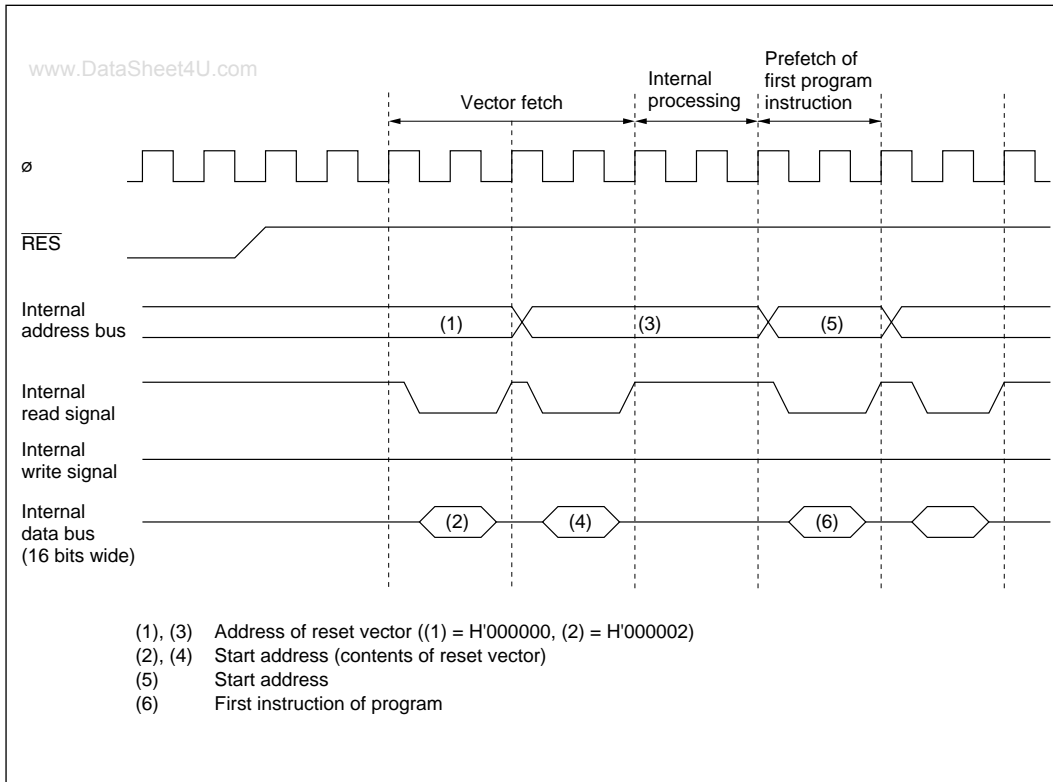 www.DataSheet4U.com
Vector fetch
Internal
processing
Prefetch of
first program
instruction
ø
RES
Internal
address bus
(1)
(3)
(5)
Internal
read signal
Internal
write signal
Internal
data bus
(16 bits wide)
(2)
(4)
(6)
(1), (3) Address of reset vector ((1) = H'000000, (2) = H'000002)
(2), (4) Start address (contents of reset vector)
(5) Start address
(6) First instruction of program